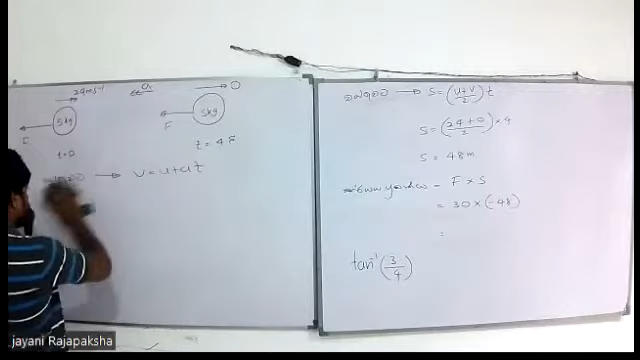 24ms⁻¹
5kg
F
t=0
a
0
5kg
F
t = 4
→ v = u + at
→ S = (u+v/2) t
S = (24+0/2) × 4
S = 48m
– F × S
= 30 × (-48)
=
tan⁻¹ (3/4)
jayani Rajapaksha